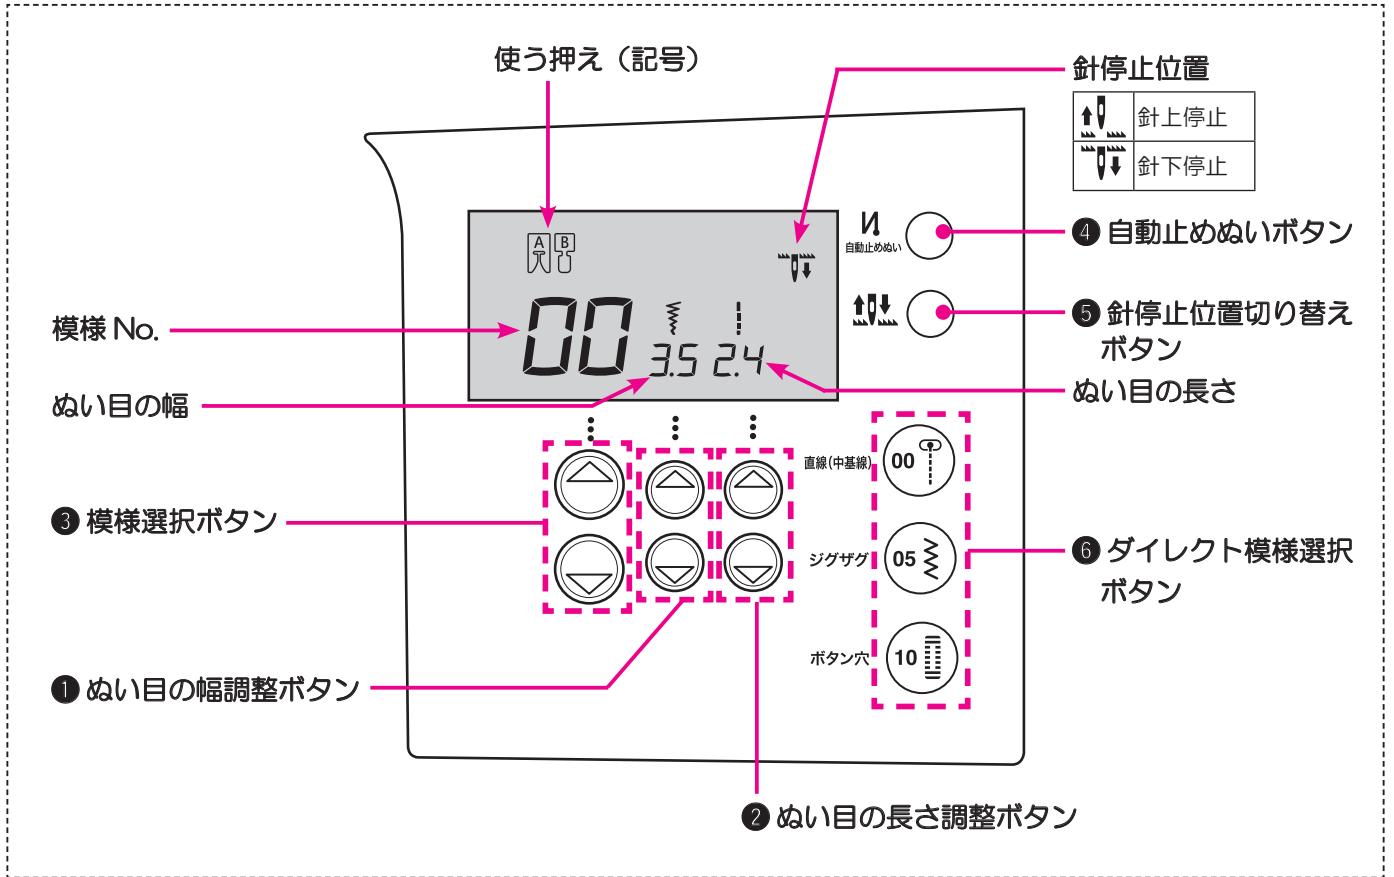 使う押え（記号）
針停止位置
針上停止
針下停止
A B
自動止めぬい
❹ 自動止めぬいボタン
模様 No.
00
3.5 2.4
❺ 針停止位置切り替え
ボタン
ぬい目の幅
ぬい目の長さ
直線(中基線)
00
❸ 模様選択ボタン
ジグザグ
05
❻ ダイレクト模様選択
ボタン
ボタン穴
10
❶ ぬい目の幅調整ボタン
❷ ぬい目の長さ調整ボタン